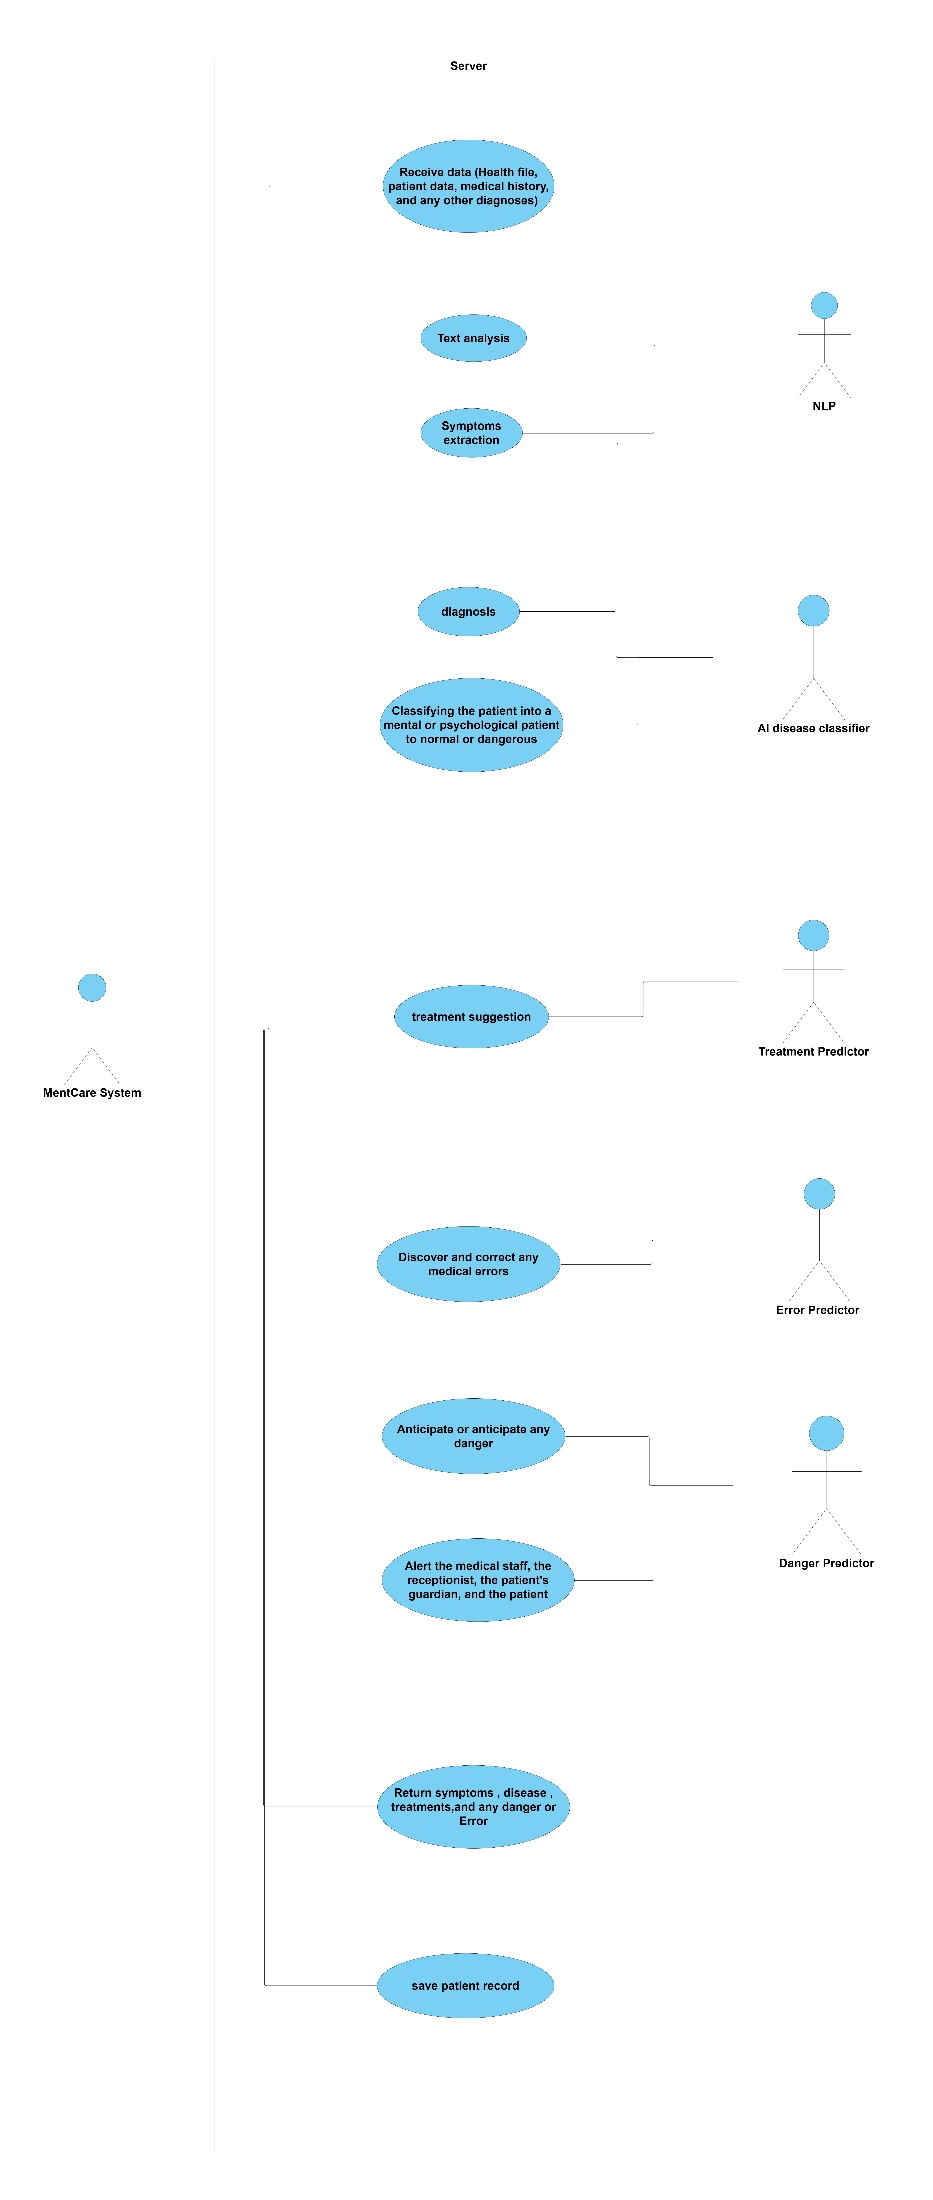 Server
Receive data (Health file,
patient data, medical history,
and any other diagnoses)
Text analysis
NLP
Symptoms
extraction
diagnosis
Classifying the patient into a
mental or psychological patient
to normal or dangerous
AI disease classifier
MentCare System
treatment suggestion
Treatment Predictor
Discover and correct any
medical errors
Error Predictor
Anticipate or anticipate any
danger
Danger Predictor
Alert the medical staff, the
receptionist, the patient's
guardian, and the patient
Return symptoms , disease ,
treatments,and any danger or
Error
save patient record